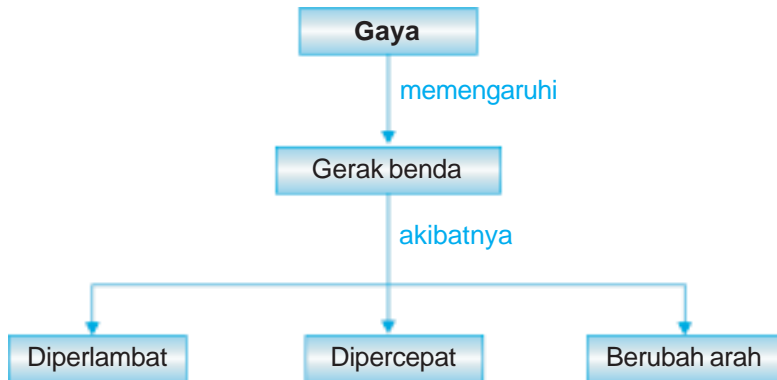 Gaya
memengaruhi
Gerak benda
akibatnya
Diperlambat
Dipercepat
Berubah arah